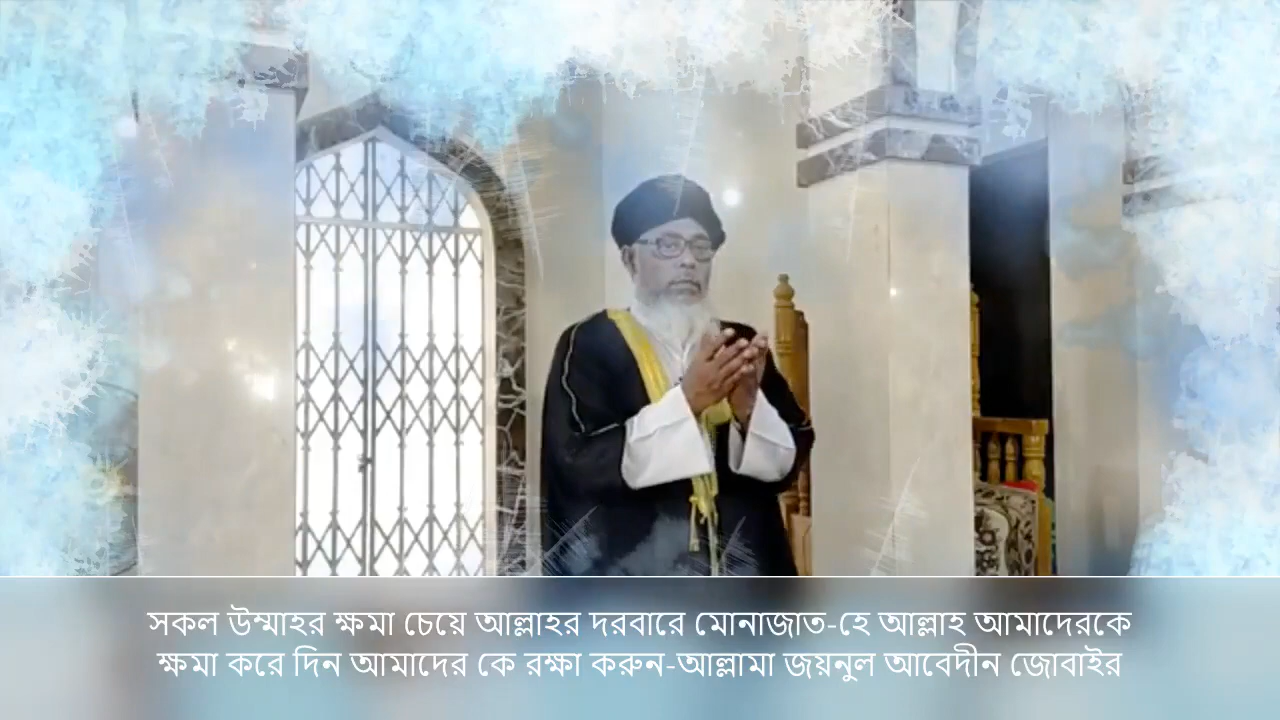 সকল উম্মাহর ক্ষমা চেয়ে আল্লাহর দরবারে মোনাজাত-হে আল্লাহ আমাদেরকে
ক্ষমা করে দিন আমাদের কে রক্ষা করুন-আল্লামা জয়নুল আবেদীন জোবাইর